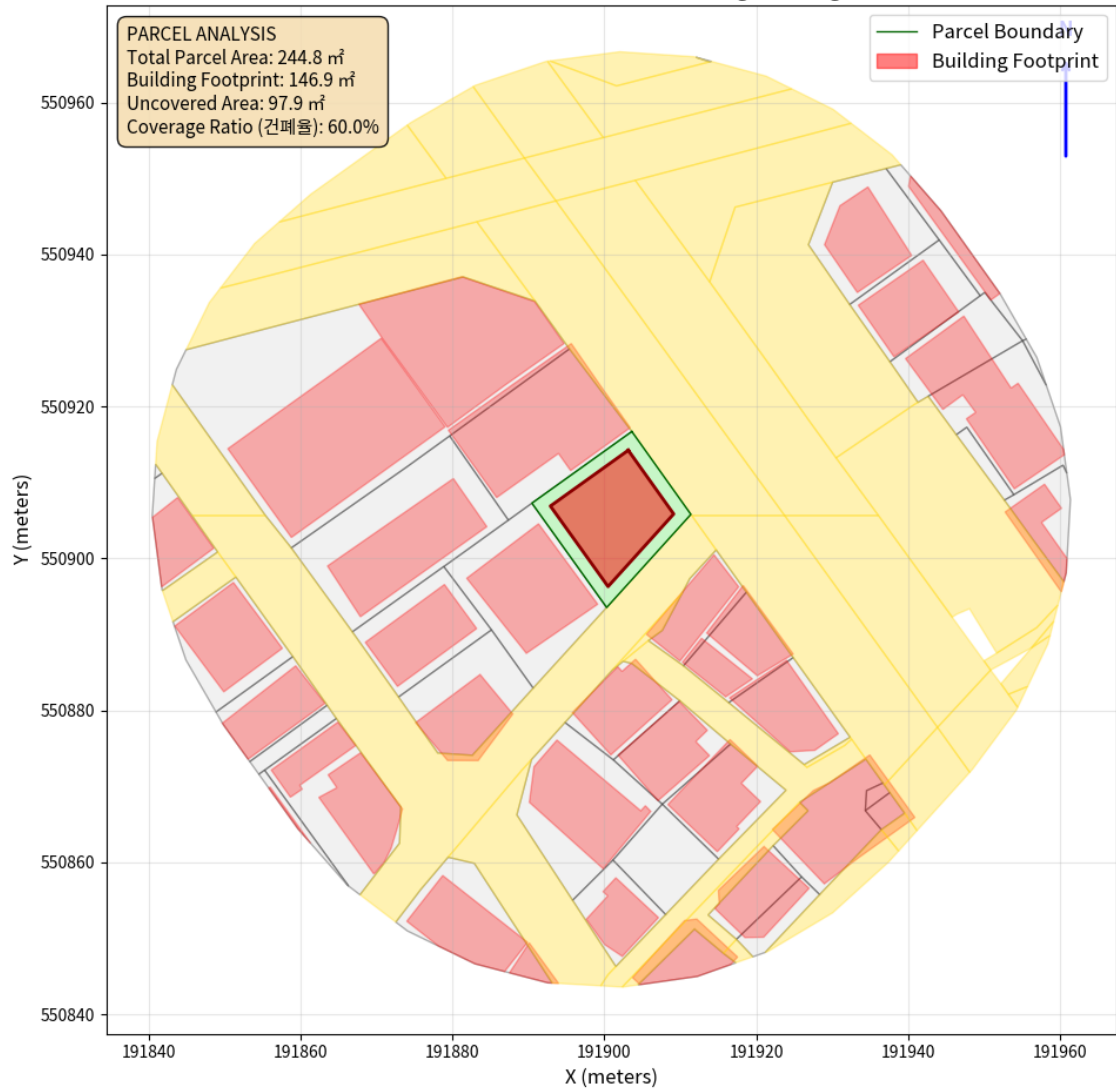 PARCEL ANALYSIS
Total Parcel Area: 244.8 ㎡
Building Footprint: 146.9 ㎡
Uncovered Area: 97.9 ㎡
Coverage Ratio (건폐율): 60.0%
Parcel Boundary
Building Footprint
N
550960
550940
550920
550900
550880
550860
550840
Y (meters)
191840
191860
191880
191900
191920
191940
191960
X (meters)